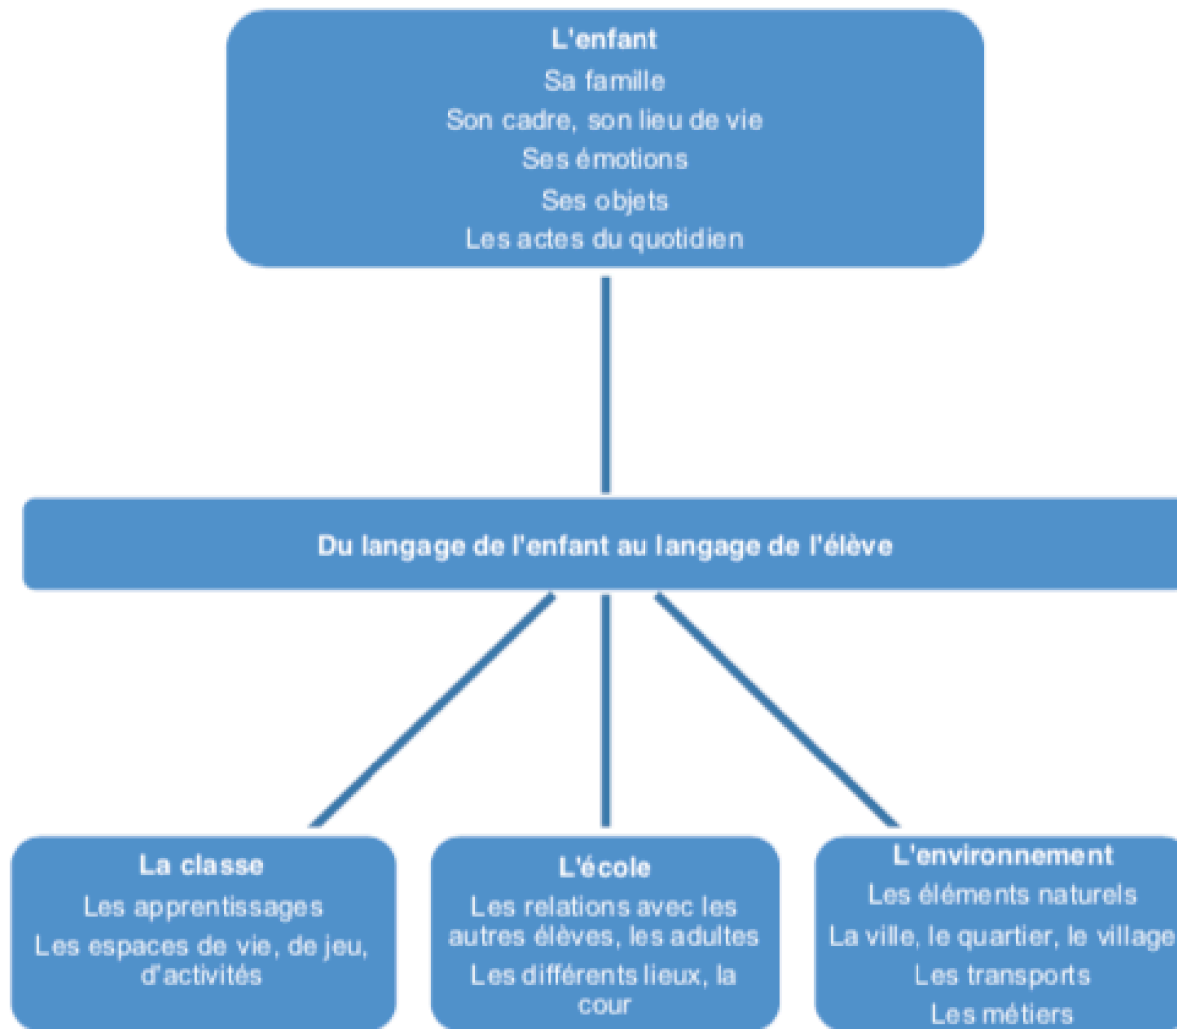 L'enfant
Sa famille
Son cadre, son lieu de vie
Ses émotions
Ses objets
Les actes du quotidien
Du langage de l'enfant au langage de l'élève
La classe
Les apprentissages
Les espaces de vie, de jeu,
d'activités
L'école
Les relations avec les
autres élèves, les adultes
Les différents lieux, la
cour
L'environnement
Les éléments naturels
La ville, le quartier, le village
Les transports
Les métiers